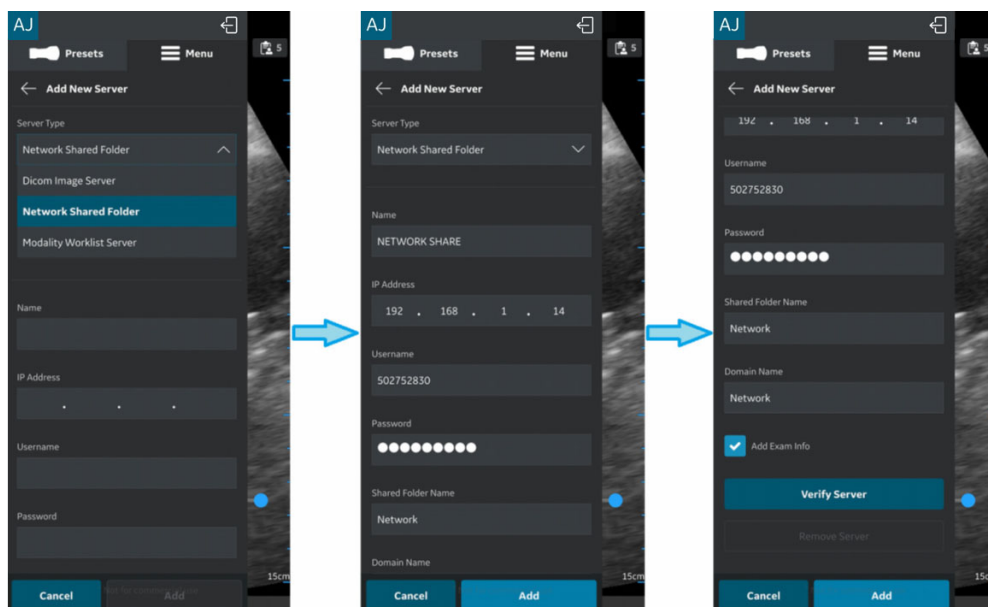 AJ
5
Presets
Menu
Add New Server
Server Type
Network Shared Folder
Dicom Image Server
Network Shared Folder
Modality Worklist Server
Name
IP Address
. . .
Username
Password
15cm
Cancel
Add
AJ
5
Presets
Menu
Add New Server
Server Type
Network Shared Folder
Name
NETWORK SHARE
IP Address
192 . 168 . 1 . 14
Username
502752830
Password
●●●●●●●●●
Shared Folder Name
Network
Domain Name
15cm
Cancel
Add
AJ
5
Presets
Menu
Add New Server
192 . 168 . 1 . 14
Username
502752830
Password
●●●●●●●●●
Shared Folder Name
Network
Domain Name
Network
Add Exam Info
Verify Server
Remove Server
Cancel
Add